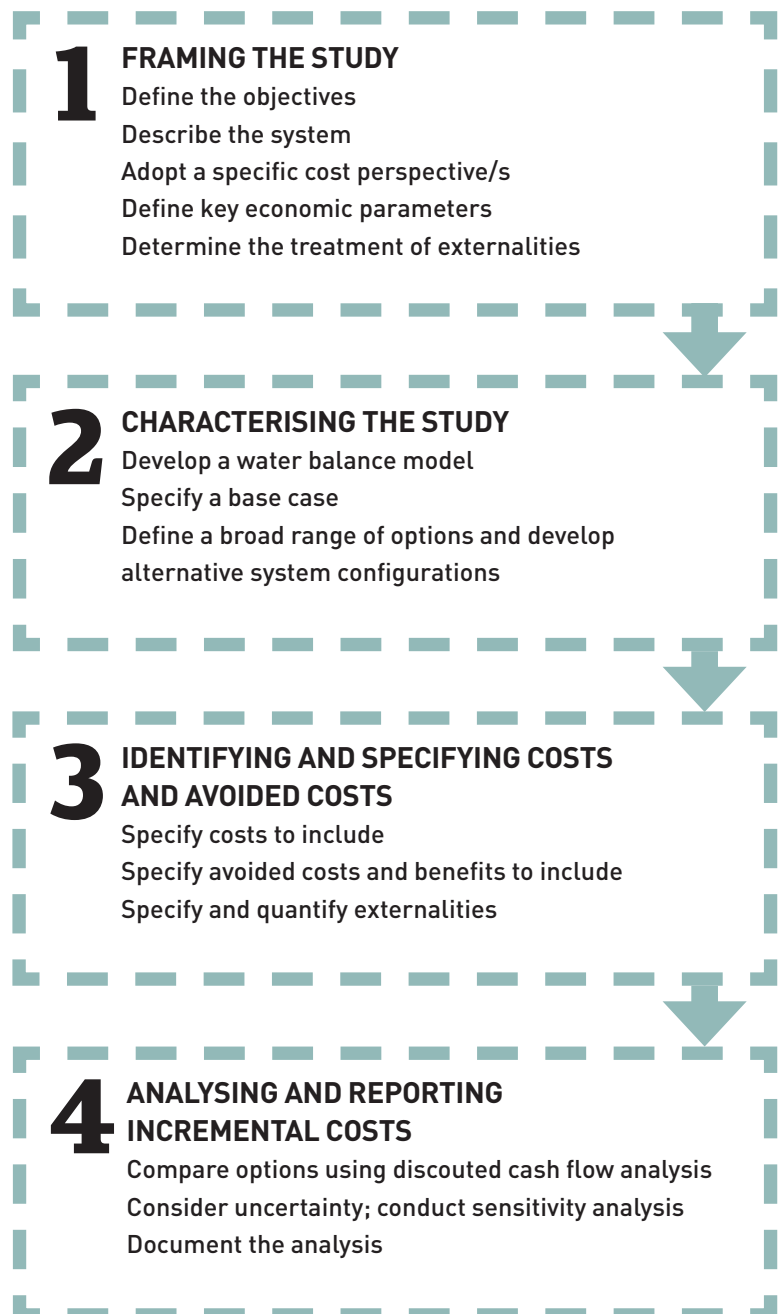 1
FRAMING THE STUDY
Define the objectives
Describe the system
Adopt a specific cost perspective/s
Define key economic parameters
Determine the treatment of externalities
2
CHARACTERISING THE STUDY
Develop a water balance model
Specify a base case
Define a broad range of options and develop
alternative system configurations
3
IDENTIFYING AND SPECIFYING COSTS
AND AVOIDED COSTS
Specify costs to include
Specify avoided costs and benefits to include
Specify and quantify externalities
4
ANALYSING AND REPORTING
INCREMENTAL COSTS
Compare options using discouted cash flow analysis
Consider uncertainty; conduct sensitivity analysis
Document the analysis